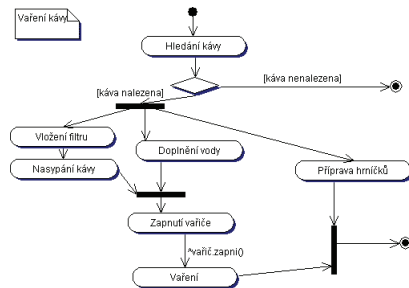 Vaření kávy
Hledání kávy
[káva nenalezena]
[káva nalezena]
Vložení filtru
Doplnění vody
Nasypání kávy
Příprava hrníčků
Zapnutí vařiče
^vařič.zapni()
Vaření